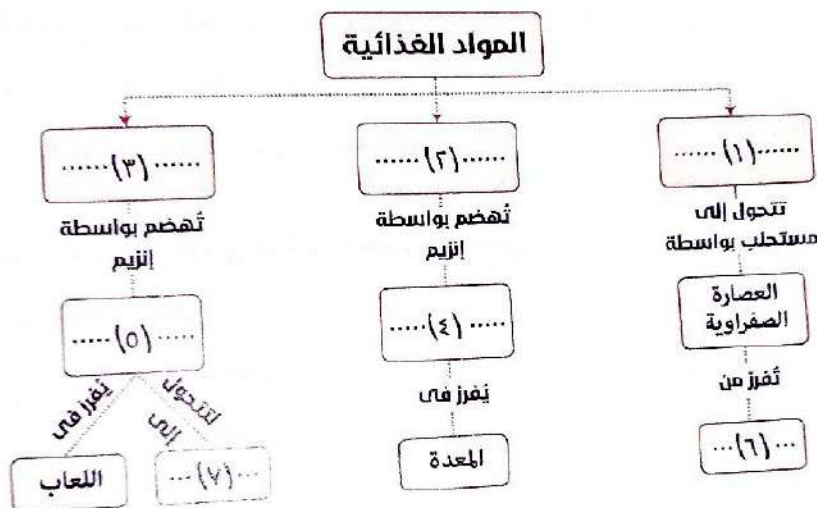 المواد الغذائية
......(١)......
......(٢)......
......(٣)......
تتحول إلى
مستحلب بواسطة
تُهضم بواسطة
إنزيم
تُهضم بواسطة
إنزيم
العصارة
الصفراوية
.....(٤)......
.....(٥)......
تُفرز من
يُفرز فى
يُفرز فى
لتتحول
إلى
...(٦)...
المعدة
...(٧)...
اللعاب